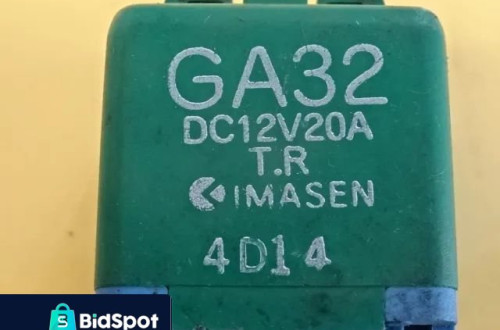 GA32
DC12V20A
T.R
IMASEN
4D14
S
BidSpot